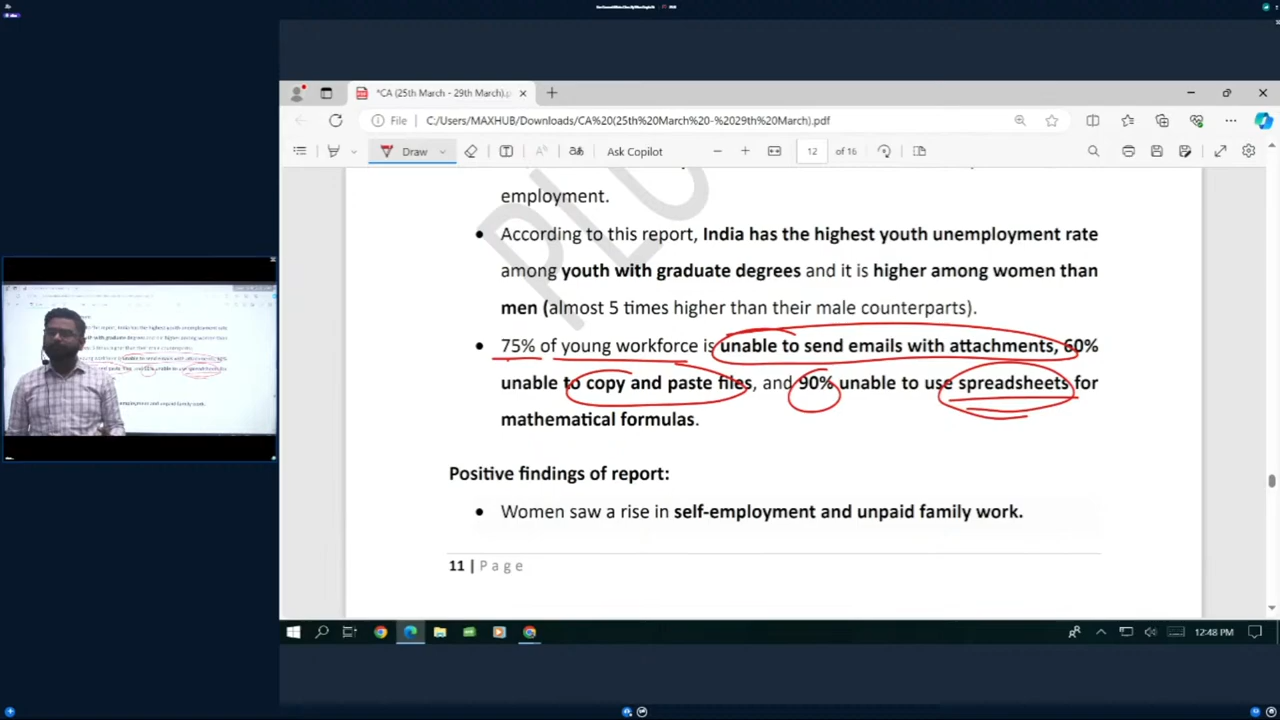 *CA (25th March - 29th March).p
File
C:/Users/MAXHUB/Downloads/CA%20(25th%20March%20-%2029th%20March).pdf
Draw
Ask Copilot
12 of 16
employment.
• According to this report, India has the highest youth unemployment rate
among youth with graduate degrees and it is higher among women than
men (almost 5 times higher than their male counterparts).
• 75% of young workforce is unable to send emails with attachments, 60%
unable to copy and paste files, and 90% unable to use spreadsheets for
mathematical formulas.
Positive findings of report:
• Women saw a rise in self-employment and unpaid family work.
11 | Page
12:48 PM